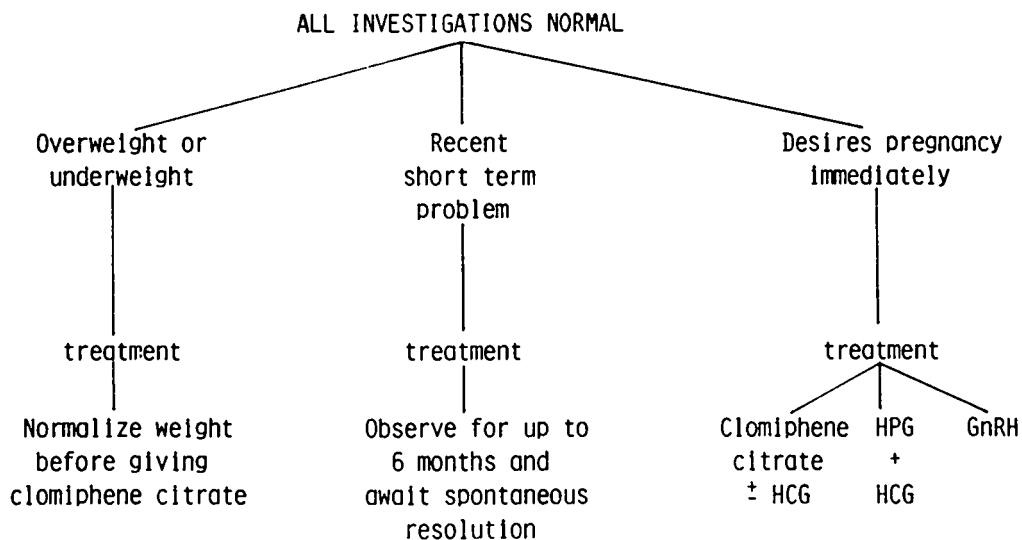 ALL INVESTIGATIONS NORMAL
Overweight or
underweight
Recent
short term
problem
Desires pregnancy
immediately
treatment
treatment
treatment
Normalize weight
before giving
clomiphene citrate
Observe for up to
6 months and
await spontaneous
resolution
Clomiphene
citrate
± HCG
HPG
+
HCG
GnRH